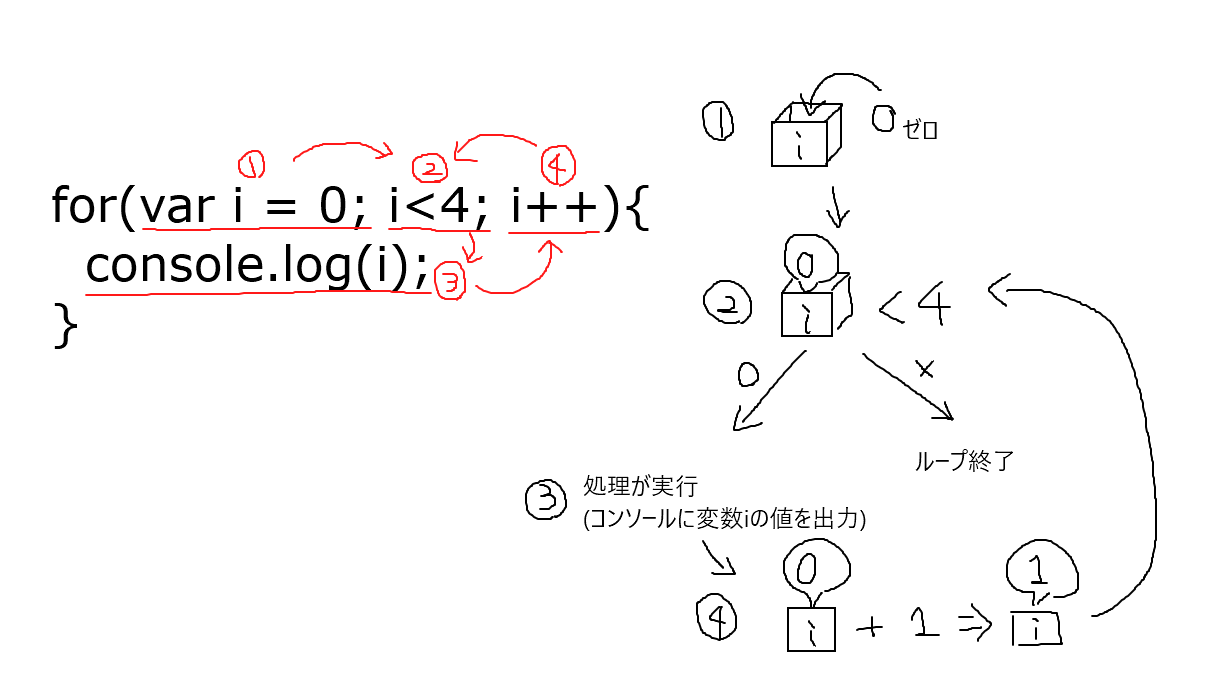 ① ② ④
for(var i = 0; i<4; i++){
console.log(i);③
}
① i 0 ゼロ
0
② i < 4
○ ×
ループ終了
③ 処理が実行
(コンソールに変数iの値を出力)
0 1
④ i + 1 ⇒ i